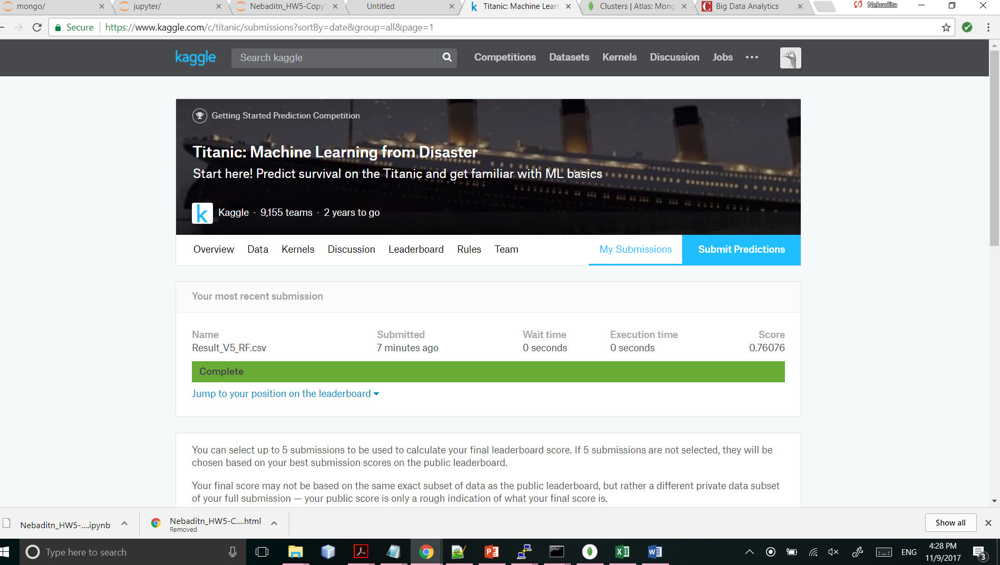 mongo/
jupyter/
Nebaditn_HW5-Copy
Untitled
Titanic: Machine Learn
Clusters | Atlas: Mong
Big Data Analytics
Nebadita
Secure
https://www.kaggle.com/c/titanic/submissions?sortBy=date&group=all&page=1
kaggle
Search kaggle
Competitions
Datasets
Kernels
Discussion
Jobs
Getting Started Prediction Competition
Titanic: Machine Learning from Disaster
Start here! Predict survival on the Titanic and get familiar with ML basics
k
Kaggle · 9,155 teams · 2 years to go
Overview
Data
Kernels
Discussion
Leaderboard
Rules
Team
My Submissions
Submit Predictions
Your most recent submission
Name Submitted Wait time Execution time Score
Result_V5_RF.csv 7 minutes ago 0 seconds 0 seconds 0.76076
Complete
Jump to your position on the leaderboard
You can select up to 5 submissions to be used to calculate your final leaderboard score. If 5 submissions are not selected, they will be
chosen based on your best submission scores on the public leaderboard.
Your final score may not be based on the same exact subset of data as the public leaderboard, but rather a different private data subset
of your full submission — your public score is only a rough indication of what your final score is.
Nebaditn_HW5-....ipynb
Nebaditn_HW5-C....html
Removed
Show all
Type here to search
ENG
4:28 PM
11/9/2017
3